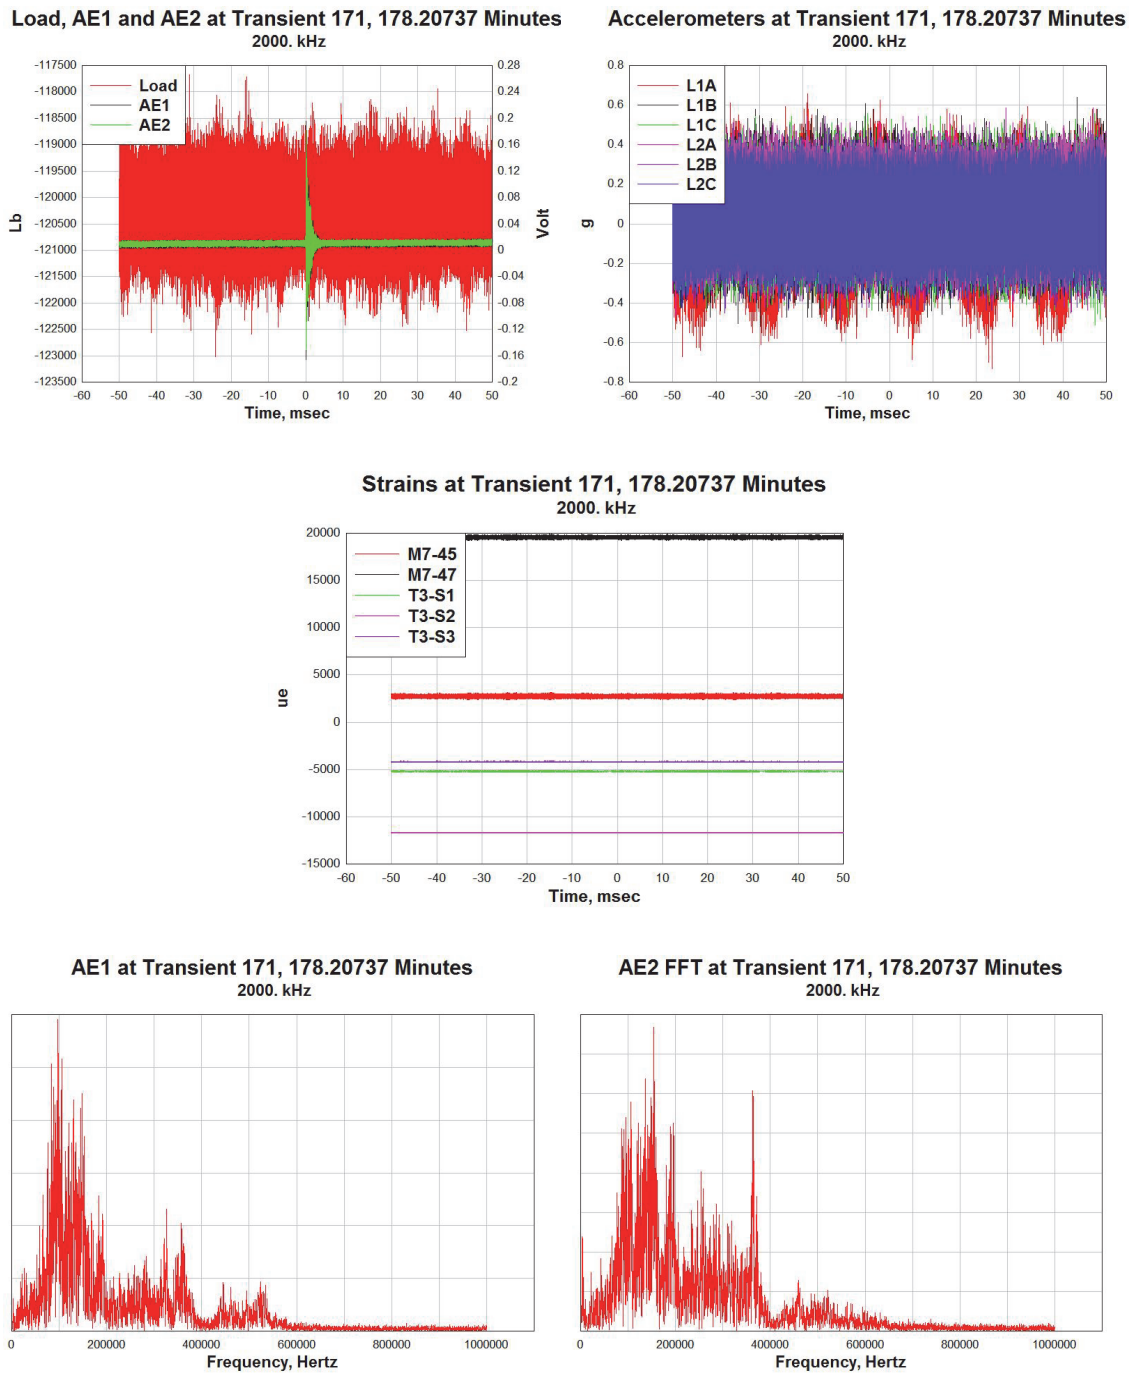 Load, AE1 and AE2 at Transient 171, 178.20737 Minutes
2000. kHz
-117500
-118000
-118500
-119000
-119500
-120000
-120500
-121000
-121500
-122000
-122500
-123000
-123500
Lb
Load
AE1
AE2
0.28
0.24
0.2
0.16
0.12
0.08
0.04
0
-0.04
-0.08
-0.12
-0.16
-0.2
Volt
-60 -50 -40 -30 -20 -10 0 10 20 30 40 50
Time, msec
Accelerometers at Transient 171, 178.20737 Minutes
2000. kHz
0.8
0.6
0.4
0.2
0
-0.2
-0.4
-0.6
-0.8
g
L1A
L1B
L1C
L2A
L2B
L2C
-60 -50 -40 -30 -20 -10 0 10 20 30 40 50
Time, msec
Strains at Transient 171, 178.20737 Minutes
2000. kHz
20000
15000
10000
5000
0
-5000
-10000
-15000
ue
M7-45
M7-47
T3-S1
T3-S2
T3-S3
-60 -50 -40 -30 -20 -10 0 10 20 30 40 50
Time, msec
AE1 at Transient 171, 178.20737 Minutes
2000. kHz
0 200000 400000 600000 800000 1000000
Frequency, Hertz
AE2 FFT at Transient 171, 178.20737 Minutes
2000. kHz
0 200000 400000 600000 800000 1000000
Frequency, Hertz